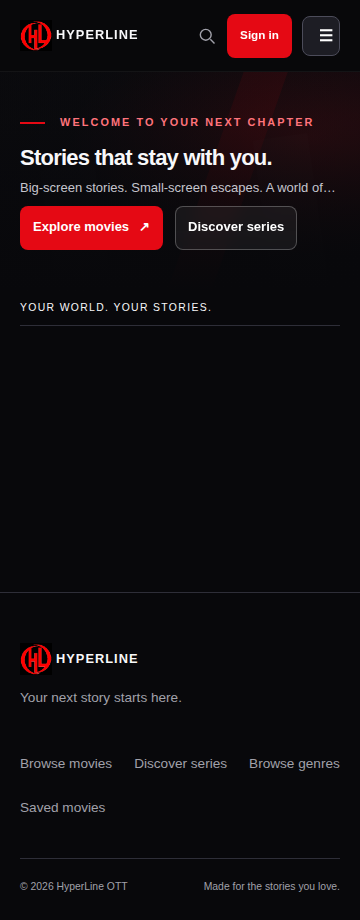 HYPERLINE
Sign in
WELCOME TO YOUR NEXT CHAPTER
Stories that stay with you.
Big-screen stories. Small-screen escapes. A world of…
Explore movies ↗
Discover series
YOUR WORLD. YOUR STORIES.
HYPERLINE
Your next story starts here.
Browse movies Discover series Browse genres
Saved movies
© 2026 HyperLine OTT Made for the stories you love.